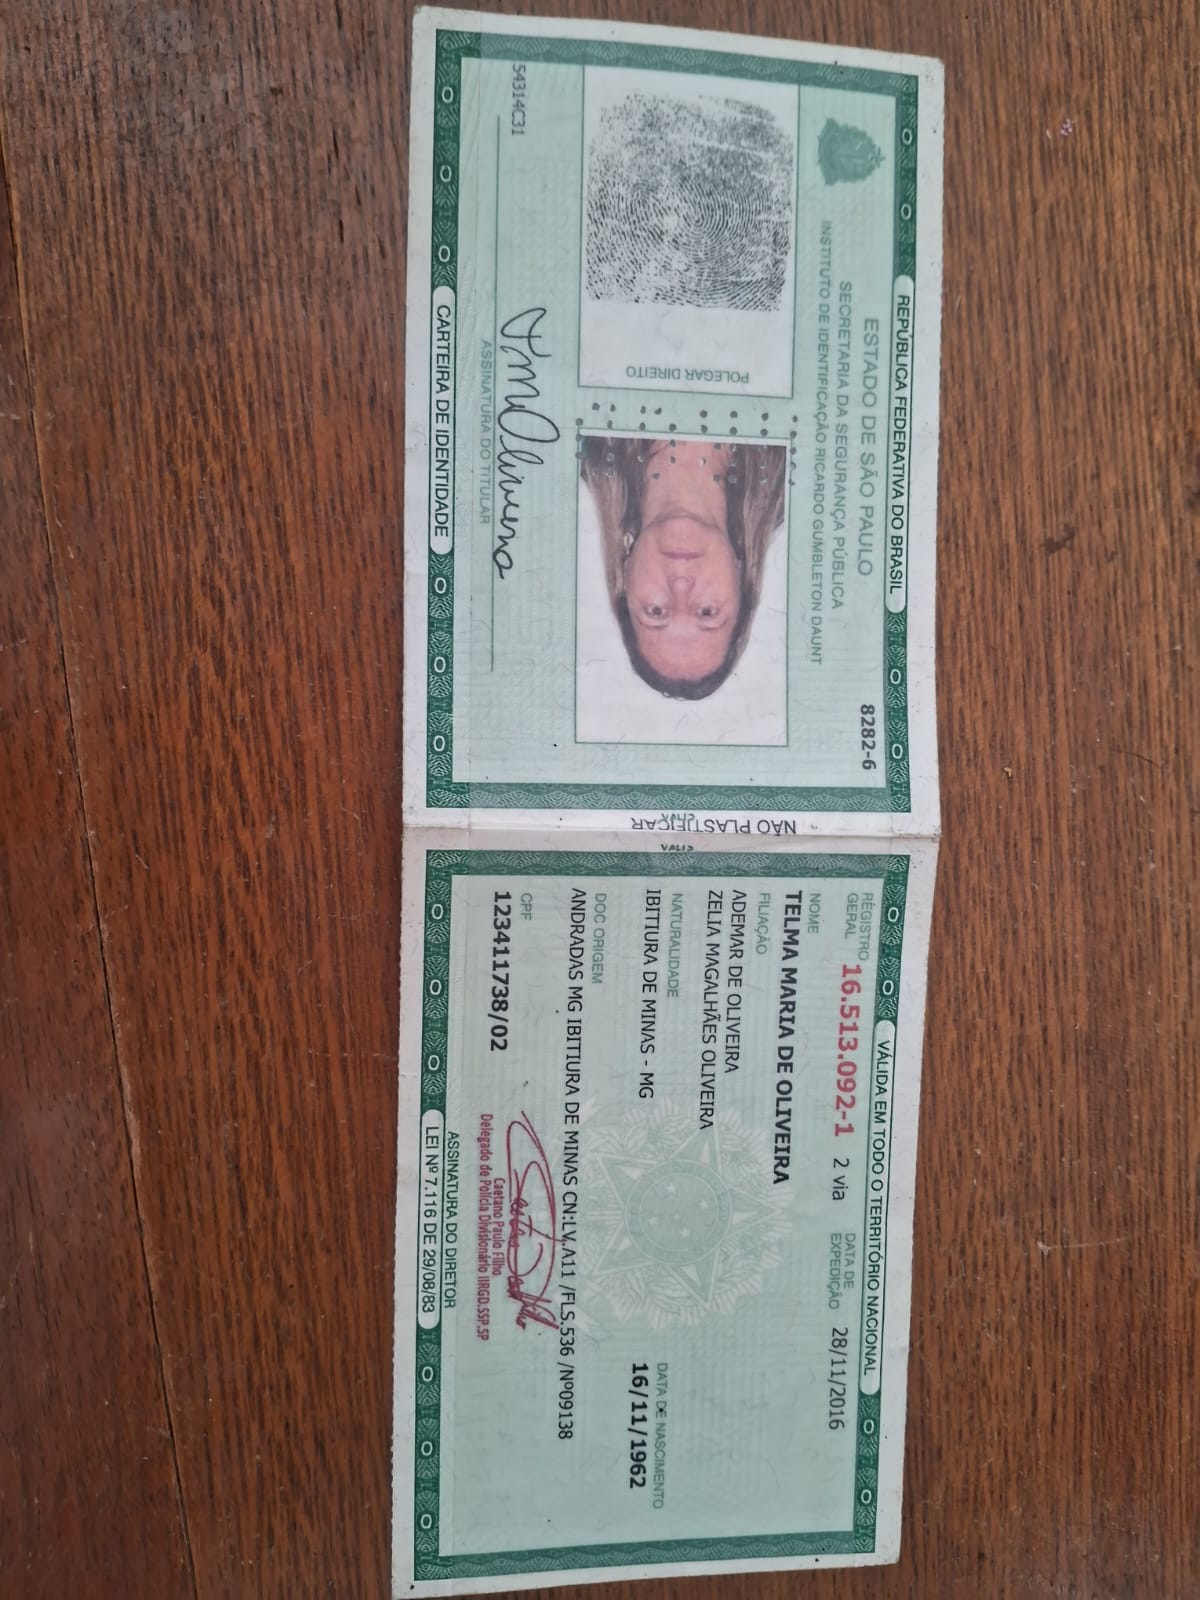 REPÚBLICA FEDERATIVA DO BRASIL
ESTADO DE SÃO PAULO
SECRETARIA DA SEGURANÇA PÚBLICA
INSTITUTO DE IDENTIFICAÇÃO RICARDO GUMBLETON DAUNT
8282-6
POLEGAR DIREITO
54314C31
ASSINATURA DO TITULAR
CARTEIRA DE IDENTIDADE
NÃO PLASTIFICAR
VÁLIDA EM TODO O TERRITÓRIO NACIONAL
REGISTRO GERAL 16.513.092-1 2 via DATA DE EXPEDIÇÃO 28/11/2016
NOME
TELMA MARIA DE OLIVEIRA
FILIAÇÃO
ADEMAR DE OLIVEIRA
ZELIA MAGALHÃES OLIVEIRA
NATURALIDADE DATA DE NASCIMENTO
IBITIURA DE MINAS - MG 16/11/1962
DOC ORIGEM
ANDRADAS MG IBITIURA DE MINAS CN:LV.A11 /FLS.536 /Nº09138
CPF
123411738/02
Caetano Paulo Filho
Delegado de Polícia Divisionário IIRGD.SSP.SP
ASSINATURA DO DIRETOR
LEI Nº 7.116 DE 29/08/83